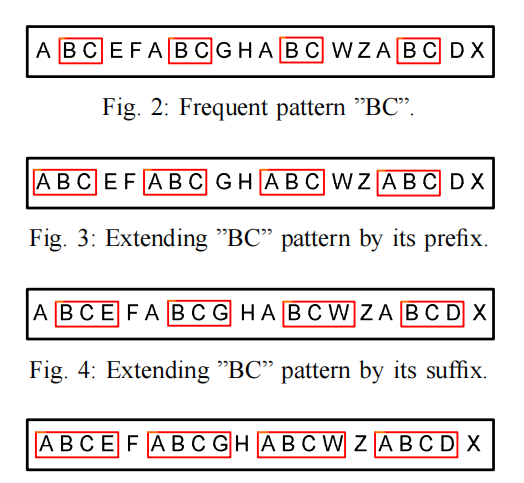 A B C E F A B C G H A B C W Z A B C D X
Fig. 2: Frequent pattern ”BC”.
A B C E F A B C G H A B C W Z A B C D X
Fig. 3: Extending ”BC” pattern by its prefix.
A B C E F A B C G H A B C W Z A B C D X
Fig. 4: Extending ”BC” pattern by its suffix.
A B C E F A B C G H A B C W Z A B C D X